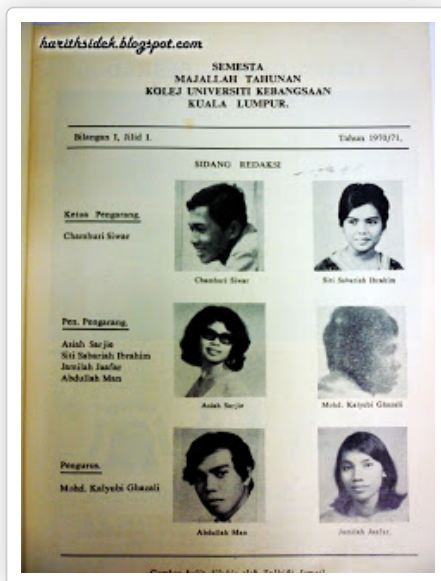 harithsidek.blogspot.com
SEMESTA
MAJALLAH TAHUNAN
KOLEJ UNIVERSITI KEBANGSAAN
KUALA LUMPUR.
Bilangan I, Jilid I.
Tahun 1970/71.
SIDANG REDAKSI
Ketua Pengarang.
Chamhuri Siwar
Chamhuri Siwar
Siti Sabariah Ibrahim
Pen. Pengarang.
Asiah Sarjie
Siti Sabariah Ibrahim
Jamilah Jaafar
Abdullah Man
Asiah Sarjie
Mohd. Kalyubi Ghazali
Pengurus.
Mohd. Kalyubi Ghazali
Abdullah Man
Jamilah Jaafar.